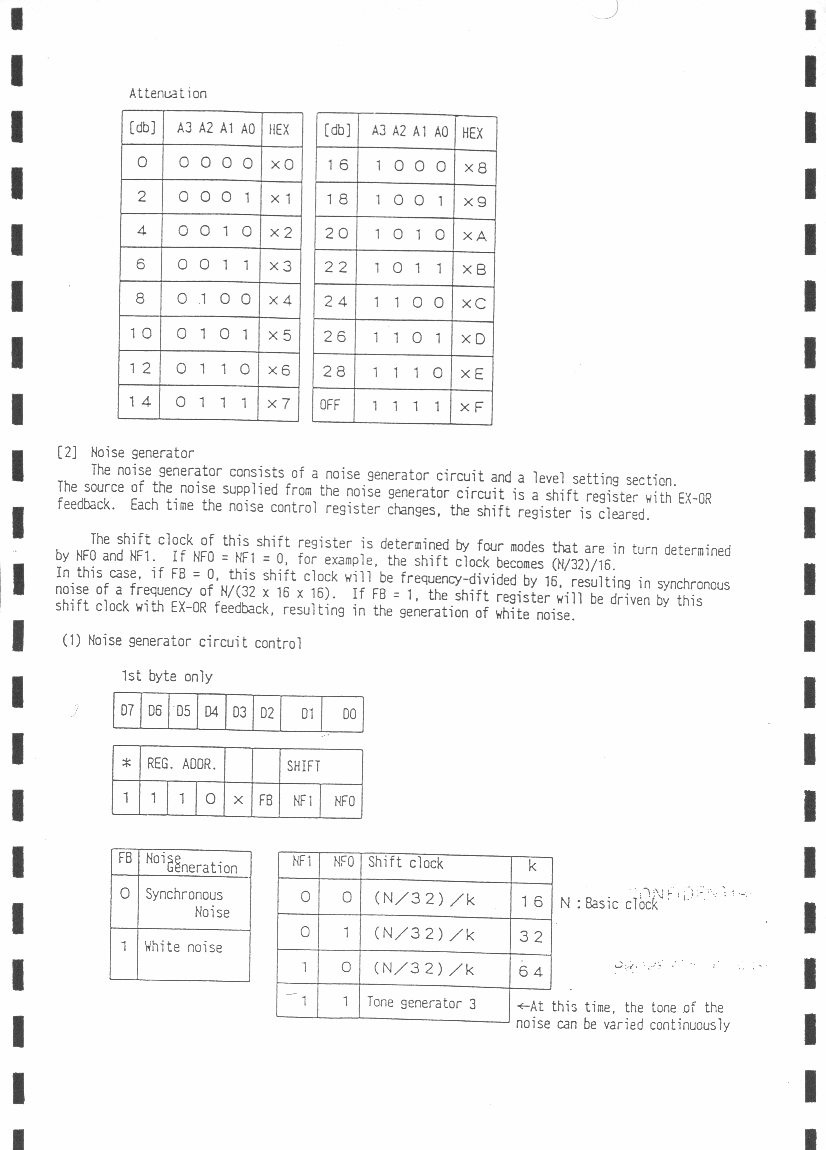 Attenuation
[db] A3 A2 A1 A0 HEX [db] A3 A2 A1 A0 HEX
0 0 0 0 0 ×0 16 1 0 0 0 ×8
2 0 0 0 1 ×1 18 1 0 0 1 ×9
4 0 0 1 0 ×2 20 1 0 1 0 ×A
6 0 0 1 1 ×3 22 1 0 1 1 ×B
8 0 1 0 0 ×4 24 1 1 0 0 ×C
10 0 1 0 1 ×5 26 1 1 0 1 ×D
12 0 1 1 0 ×6 28 1 1 1 0 ×E
14 0 1 1 1 ×7 OFF 1 1 1 1 ×F
[2] Noise generator
The noise generator consists of a noise generator circuit and a level setting section.
The source of the noise supplied from the noise generator circuit is a shift register with EX-OR
feedback. Each time the noise control register changes, the shift register is cleared.
The shift clock of this shift register is determined by four modes that are in turn determined
by NF0 and NF1. If NF0 = NF1 = 0, for example, the shift clock becomes (N/32)/16.
In this case, if FB = 0, this shift clock will be frequency-divided by 16, resulting in synchronous
noise of a frequency of N/(32 x 16 x 16). If FB = 1, the shift register will be driven by this
shift clock with EX-OR feedback, resulting in the generation of white noise.
(1) Noise generator circuit control
1st byte only
D7 D6 D5 D4 D3 D2 D1 D0
* REG. ADDR. SHIFT
1 1 1 0 × FB NF1 NF0
FB Noise Generation
0 Synchronous Noise
1 White noise
NF1 NF0 Shift clock k
0 0 (N/32)/k 16
0 1 (N/32)/k 32
1 0 (N/32)/k 64
1 1 Tone generator 3
N : Basic clock
←At this time, the tone of the
noise can be varied continuously